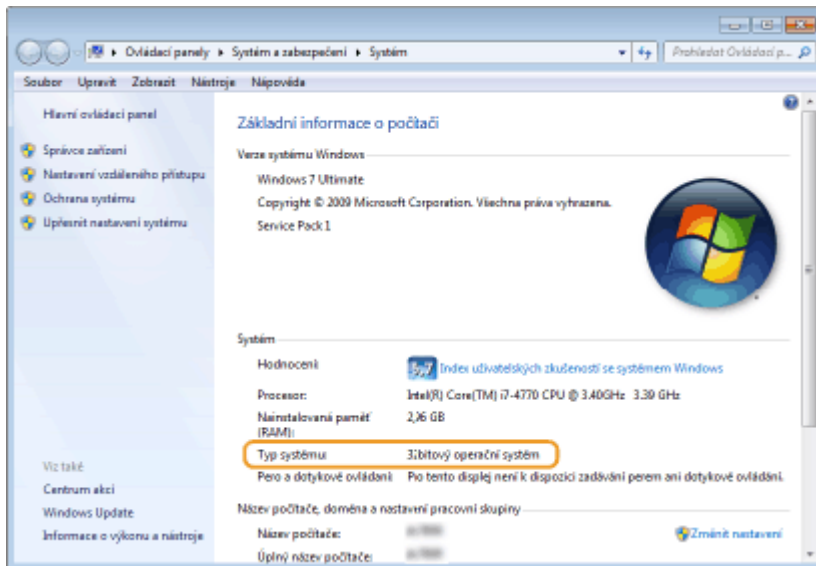 Ovládací panely ▸ Systém a zabezpečení ▸ Systém
Prohledat Ovládací p...
Soubor Upravit Zobrazit Nástroje Nápověda
Hlavní ovládací panel
Správce zařízení
Nastavení vzdáleného přístupu
Ochrana systému
Upřesnit nastavení systému
Viz také
Centrum akcí
Windows Update
Informace o výkonu a nástroje
Základní informace o počítači
Verze systému Windows
Windows 7 Ultimate
Copyright © 2009 Microsoft Corporation. Všechna práva vyhrazena.
Service Pack 1
Systém
Hodnocení: 5,7 Index uživatelských zkušeností se systémem Windows
Procesor: Intel(R) Core(TM) i7-4770 CPU @ 3.40GHz 3.39 GHz
Nainstalovaná paměť (RAM): 2,96 GB
Typ systému: 32bitový operační systém
Pero a dotykové ovládání: Pro tento displej není k dispozici zadávání perem ani dotykové ovládání.
Název počítače, doména a nastavení pracovní skupiny
Název počítače:
Změnit nastavení
Úplný název počítače: